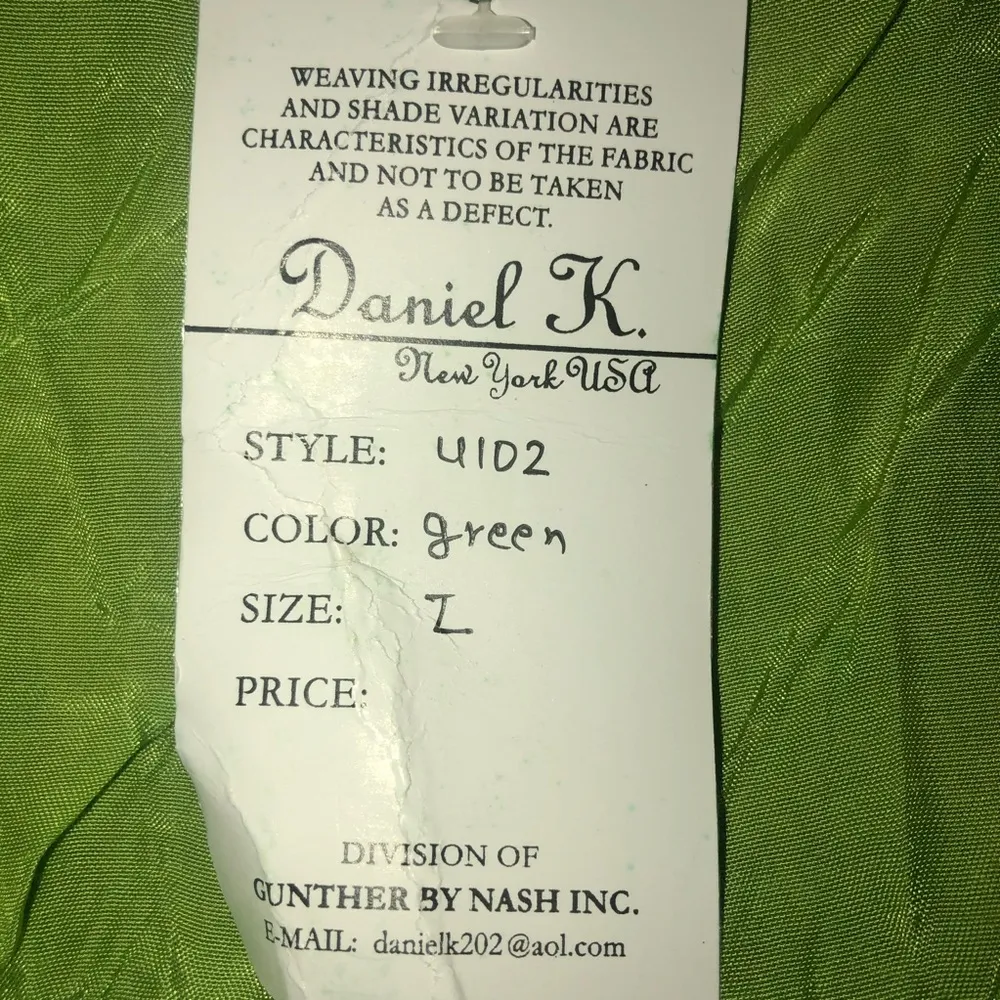 WEAVING IRREGULARITIES
AND SHADE VARIATION ARE
CHARACTERISTICS OF THE FABRIC
AND NOT TO BE TAKEN
AS A DEFECT.
Daniel K.
New York USA
STYLE: 4102
COLOR: green
SIZE: L
PRICE:
DIVISION OF
GUNTHER BY NASH INC.
E-MAIL: danielk202@aol.com